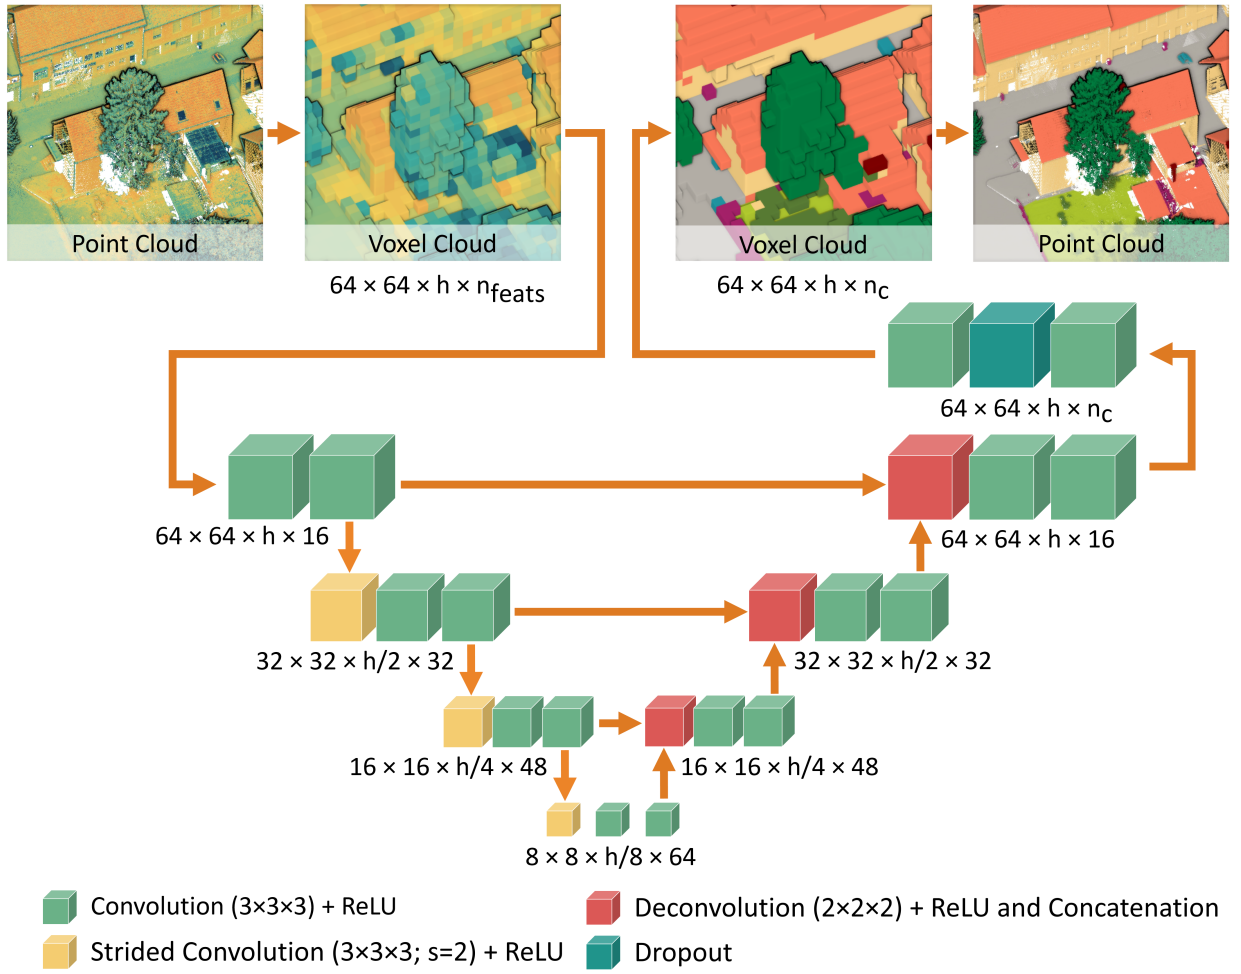 Point Cloud
Voxel Cloud
Voxel Cloud
Point Cloud
64 × 64 × h × n_feats
64 × 64 × h × n_c
64 × 64 × h × n_c
64 × 64 × h × 16
64 × 64 × h × 16
32 × 32 × h/2 × 32
32 × 32 × h/2 × 32
16 × 16 × h/4 × 48
16 × 16 × h/4 × 48
8 × 8 × h/8 × 64
Convolution (3×3×3) + ReLU
Deconvolution (2×2×2) + ReLU and Concatenation
Strided Convolution (3×3×3; s=2) + ReLU
Dropout